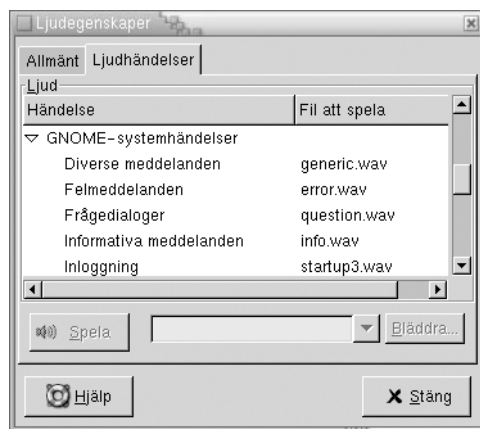 Ljudegenskaper
Allmänt Ljudhändelser
Ljud
Händelse Fil att spela
GNOME-systemhändelser
Diverse meddelanden generic.wav
Felmeddelanden error.wav
Frågedialoger question.wav
Informativa meddelanden info.wav
Inloggning startup3.wav
Spela Bläddra...
Hjälp Stäng